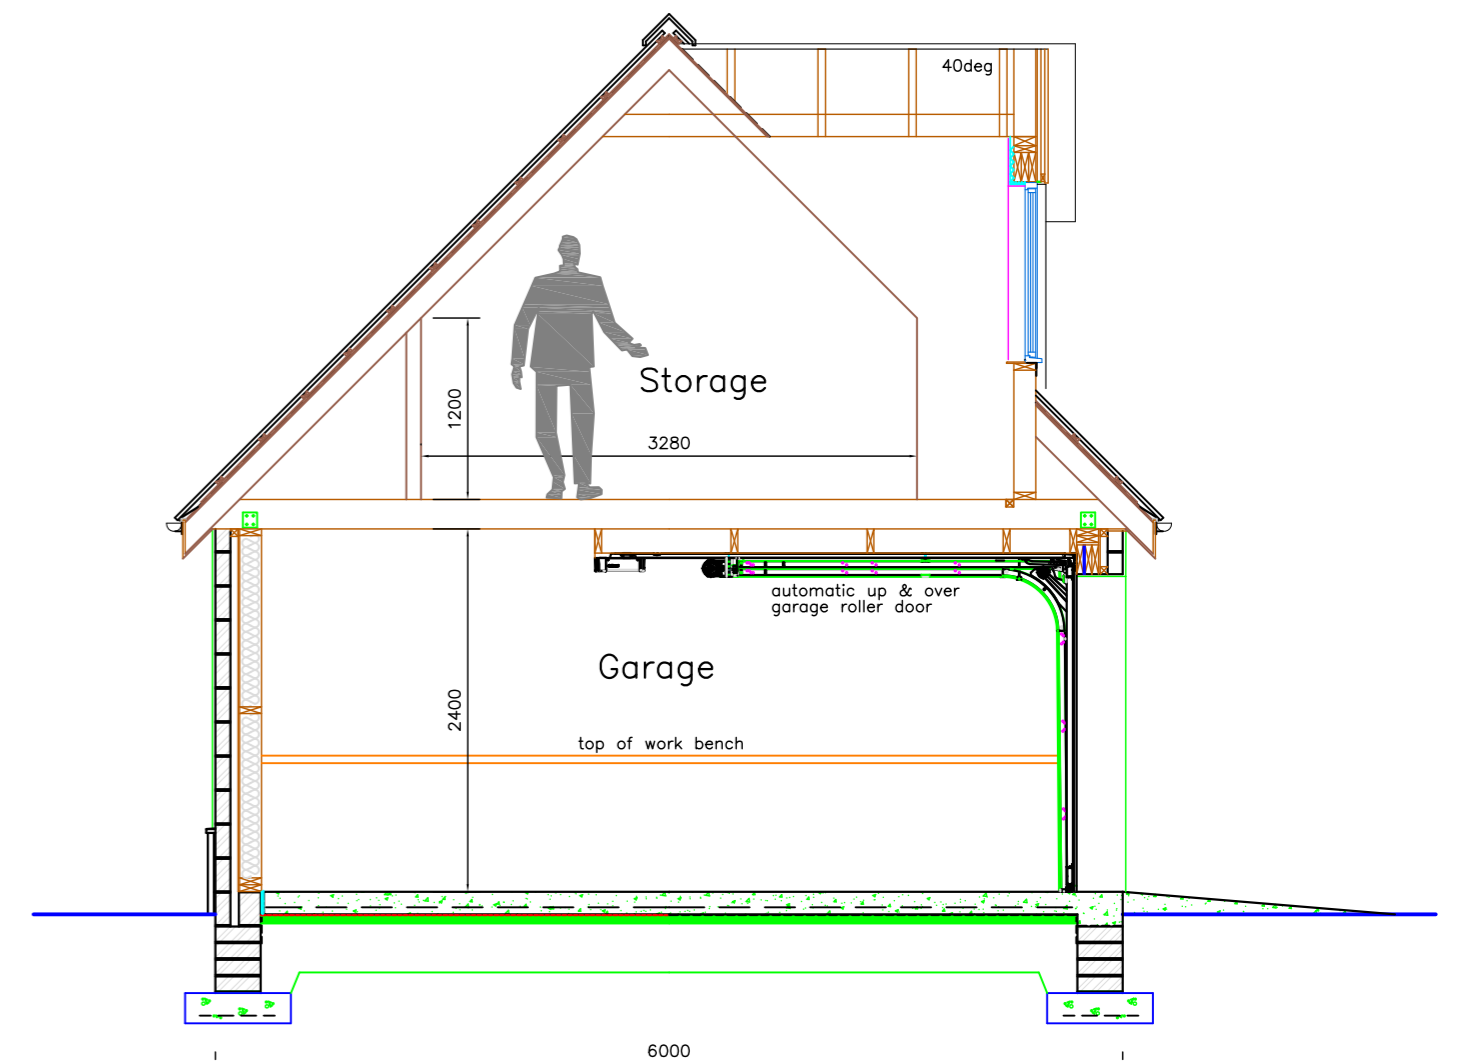 40deg
Storage
1200
3280
automatic up & over
garage roller door
Garage
2400
top of work bench
6000